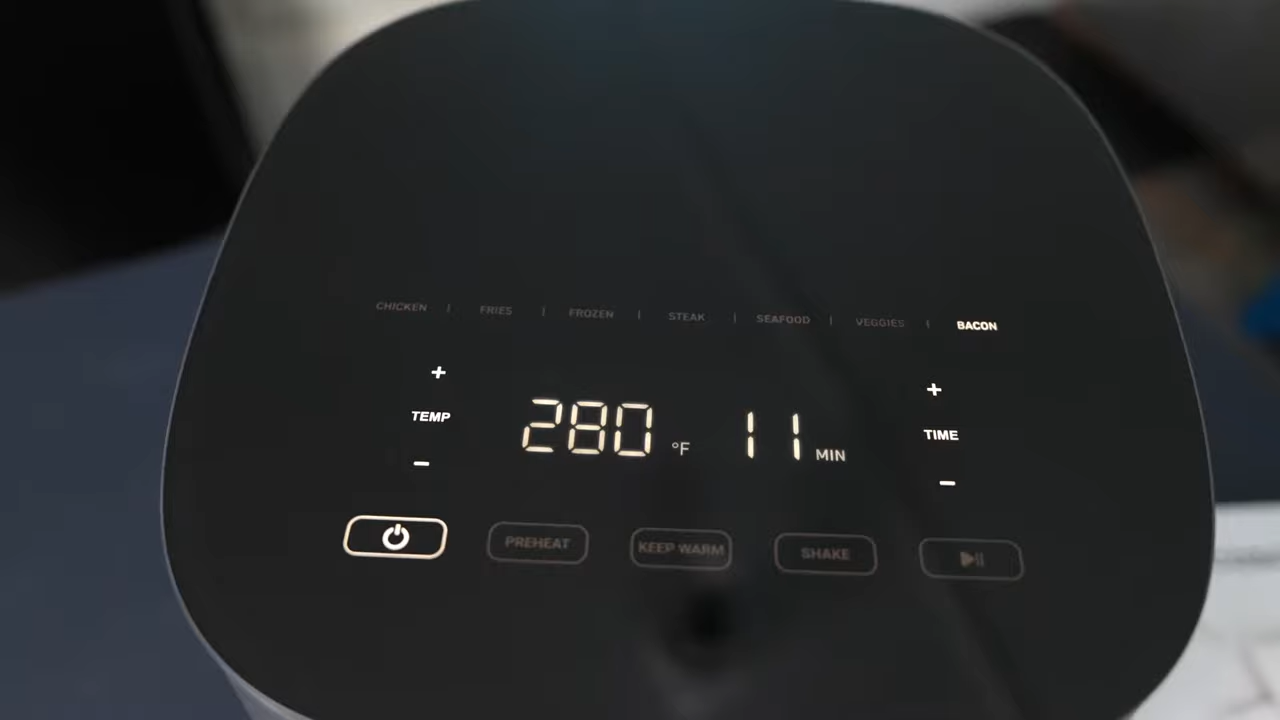 CHICKEN | FRIES | FROZEN | STEAK | SEAFOOD | VEGGIES | BACON
+ +
TEMP 280 °F 11 MIN TIME
- -
PREHEAT KEEP WARM SHAKE